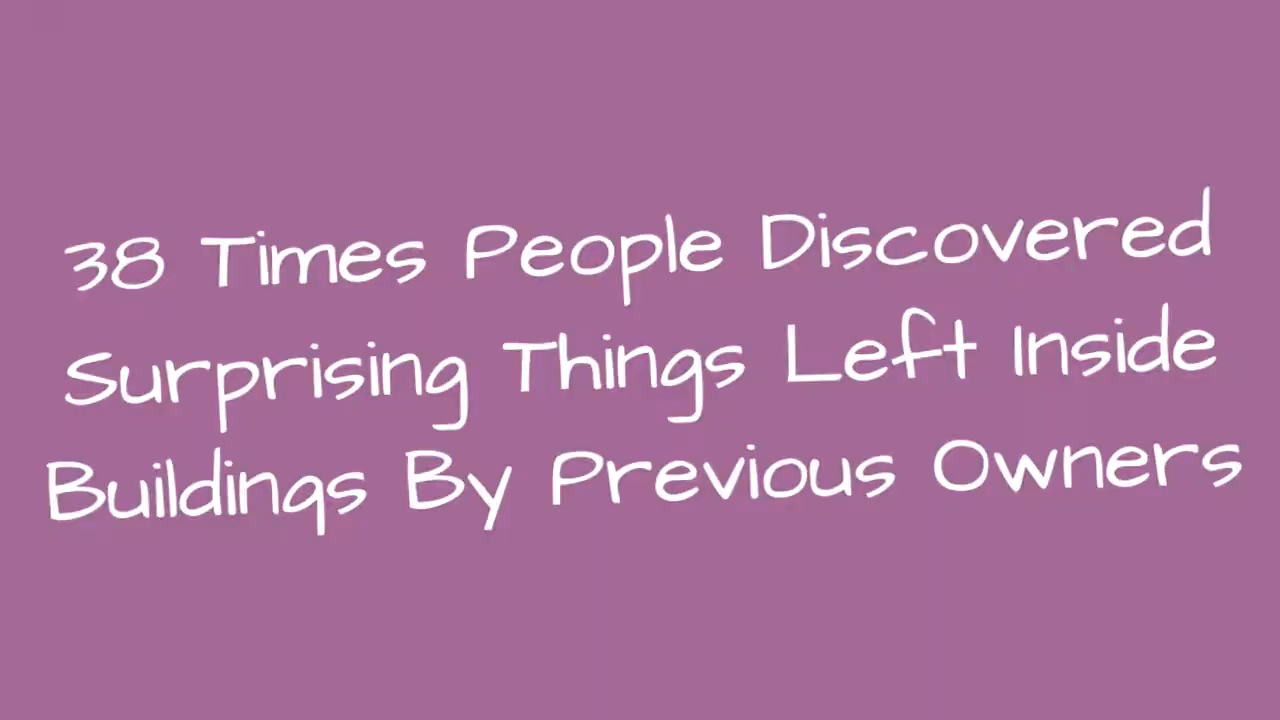 38 Times People Discovered
Surprising Things Left Inside
Buildings By Previous Owners